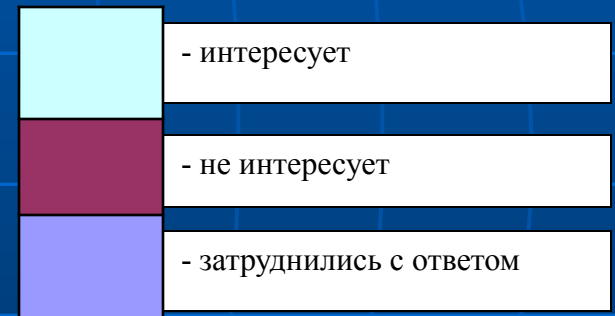 - интересует
- не интересует
- затруднились с ответом